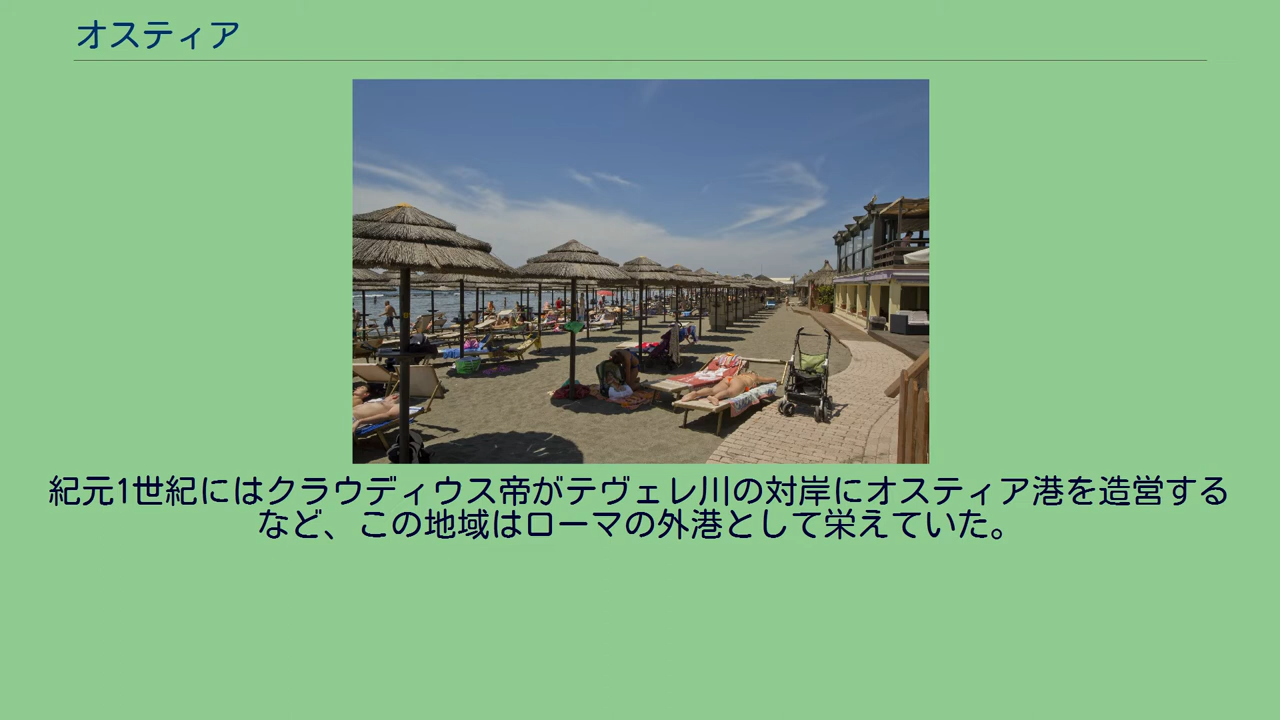 オスティア
紀元1世紀にはクラウディウス帝がテヴェレ川の対岸にオスティア港を造営する
など、この地域はローマの外港として栄えていた。